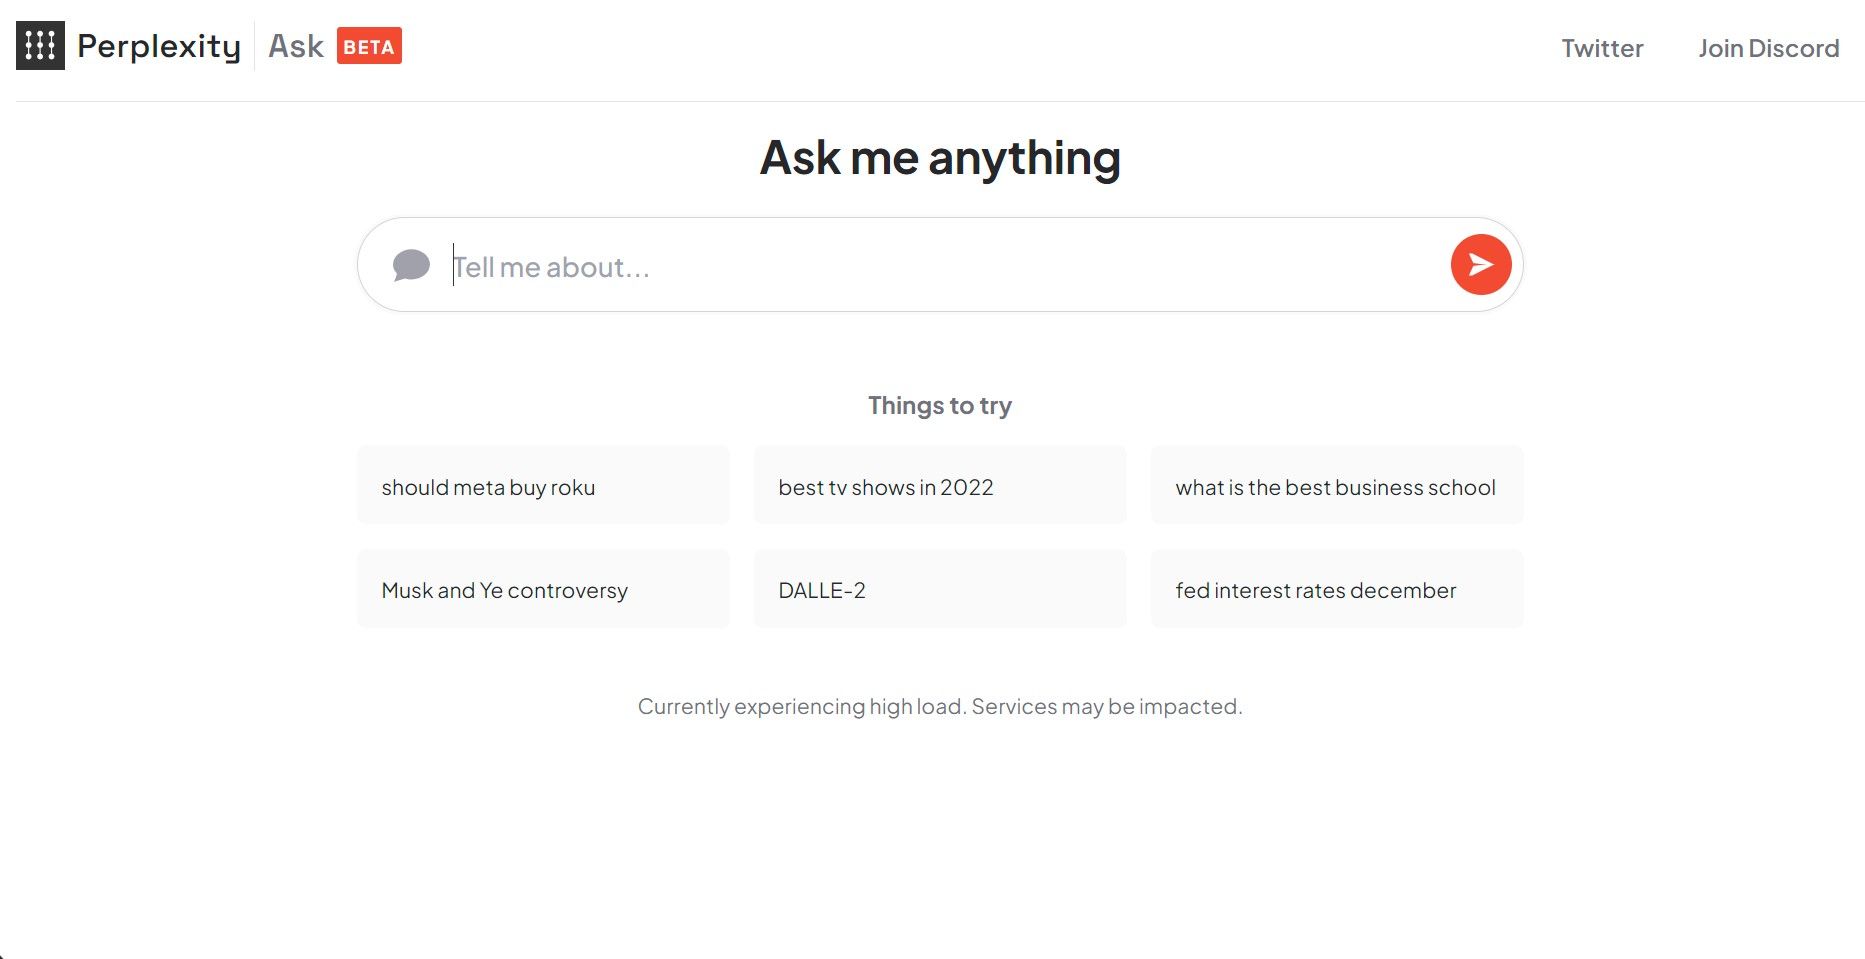 Perplexity Ask BETA
Twitter Join Discord
Ask me anything
Tell me about...
Things to try
should meta buy roku
best tv shows in 2022
what is the best business school
Musk and Ye controversy
DALLE-2
fed interest rates december
Currently experiencing high load. Services may be impacted.